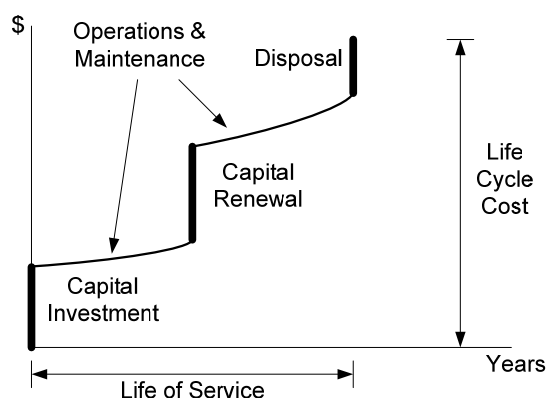 $
Operations &
Maintenance
Disposal
Capital
Renewal
Life
Cycle
Cost
Capital
Investment
Years
Life of Service